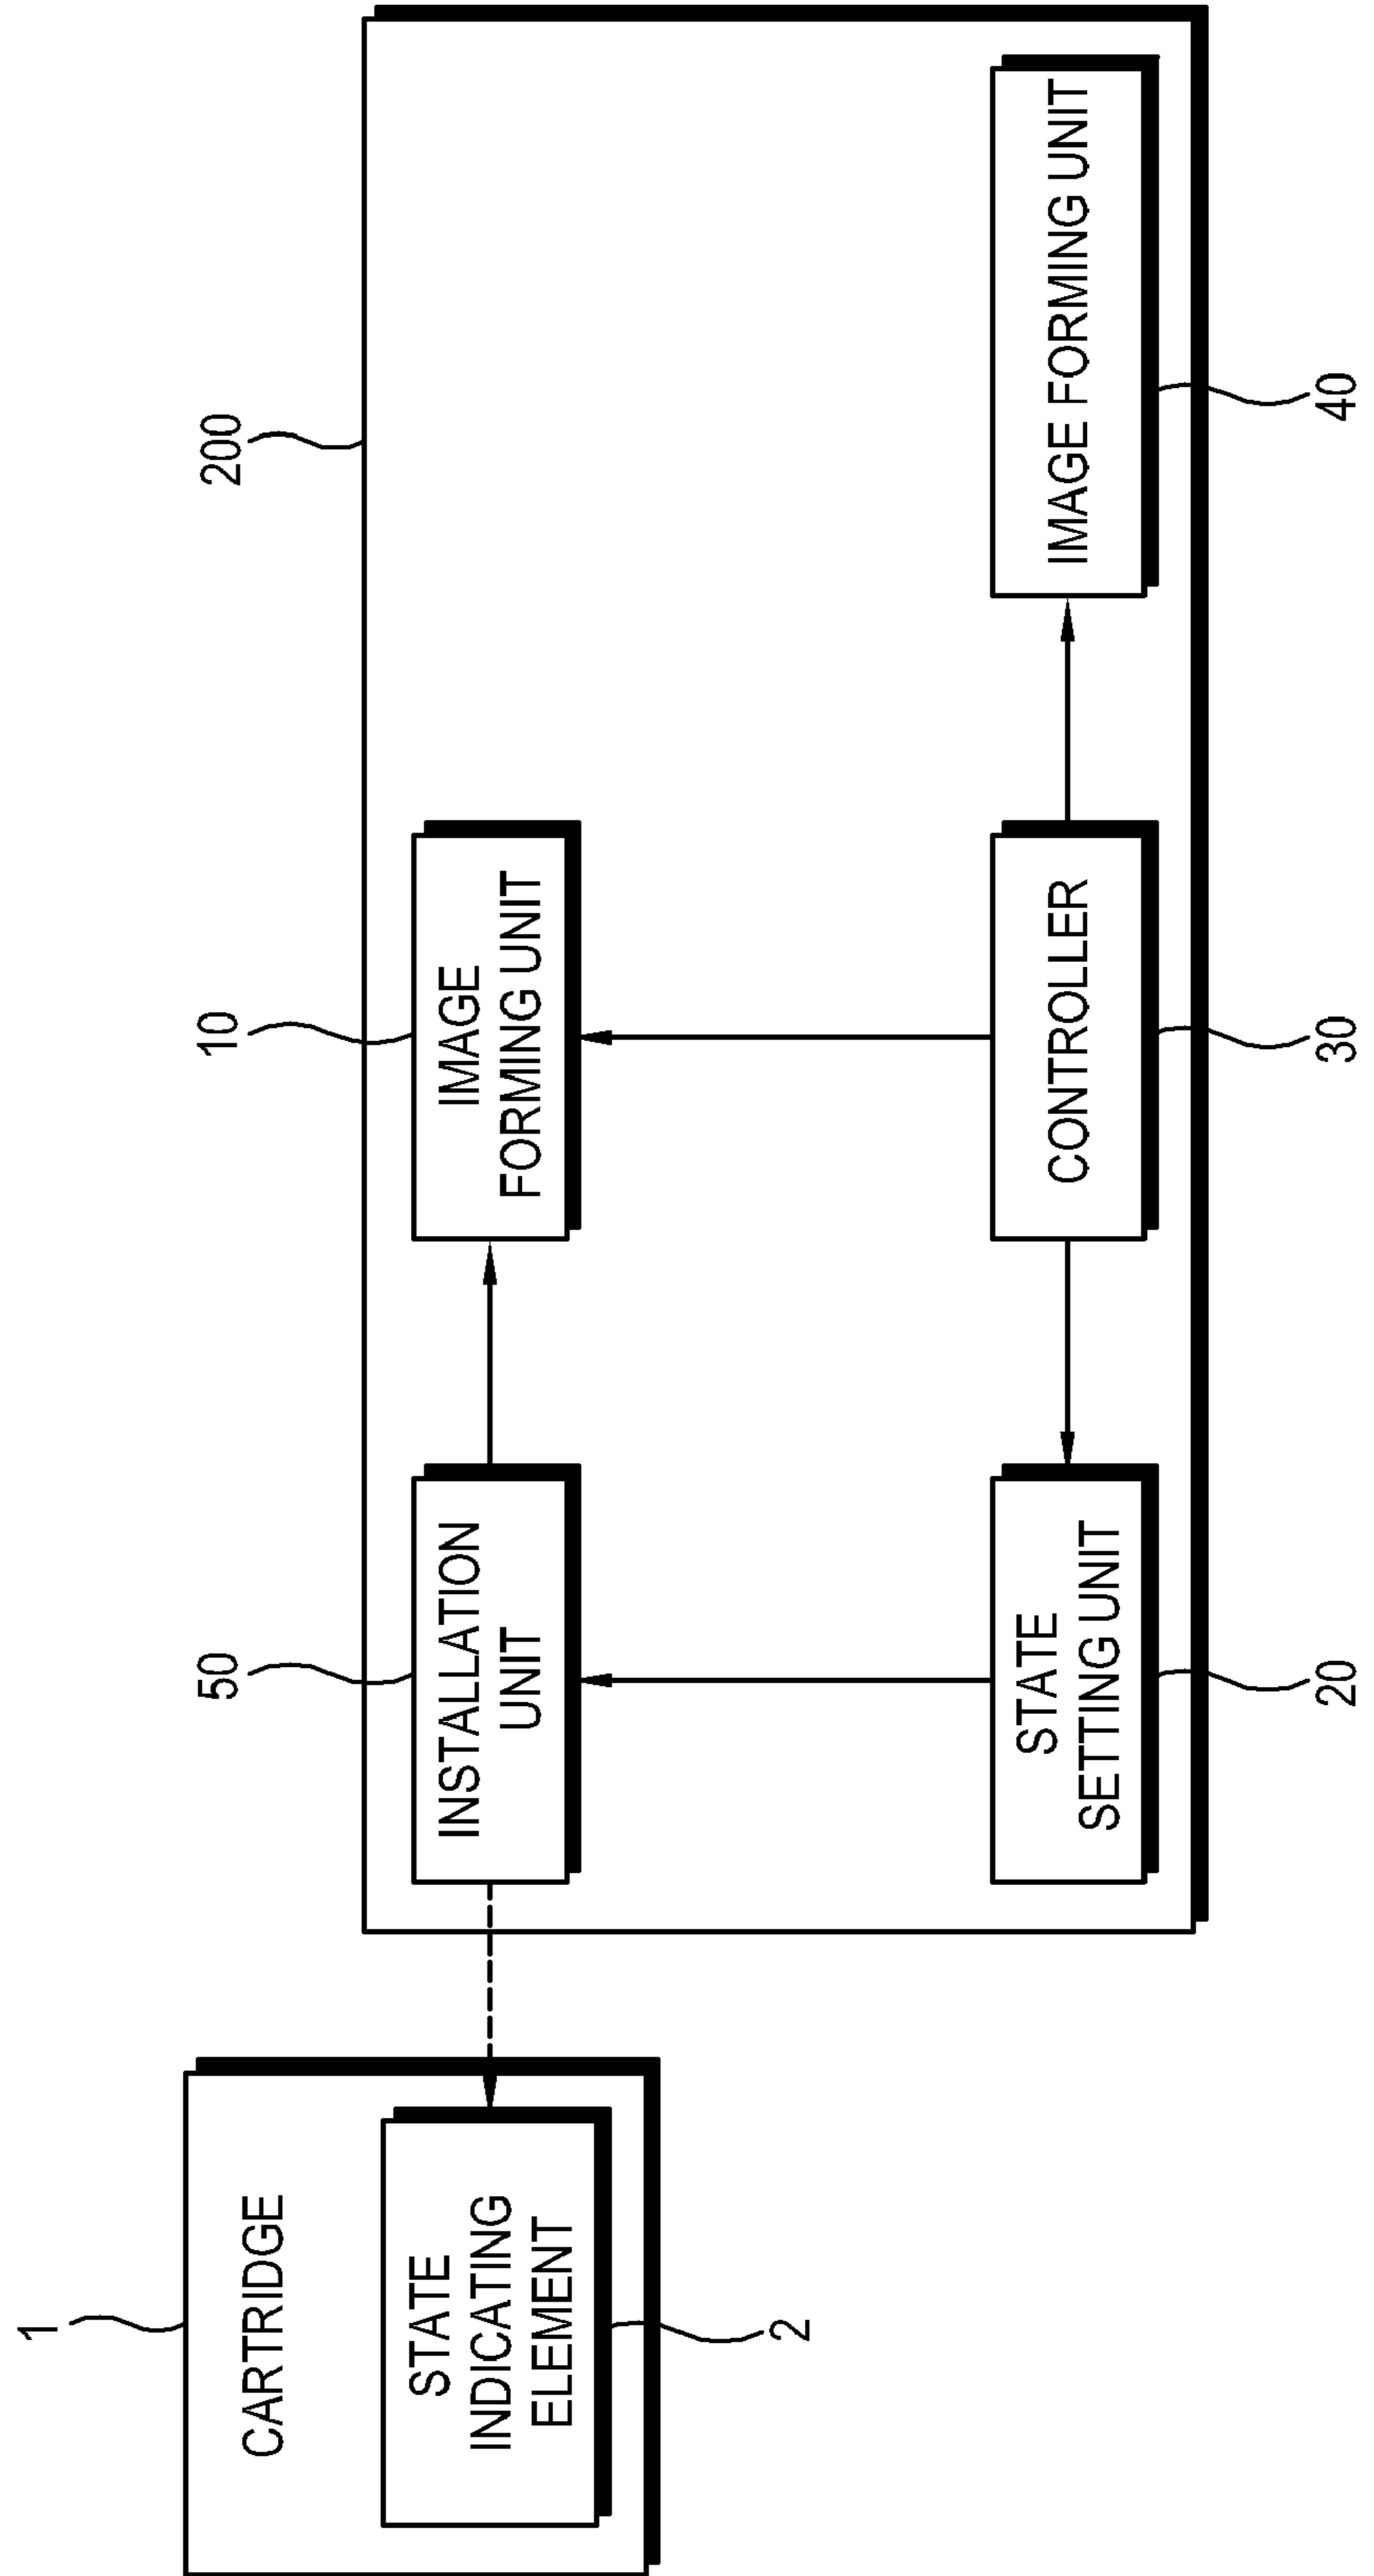 200
1
CARTRIDGE
STATE
INDICATING
ELEMENT
2
50
INSTALLATION
UNIT
10
IMAGE
FORMING UNIT
STATE
SETTING UNIT
20
CONTROLLER
30
IMAGE FORMING UNIT
40